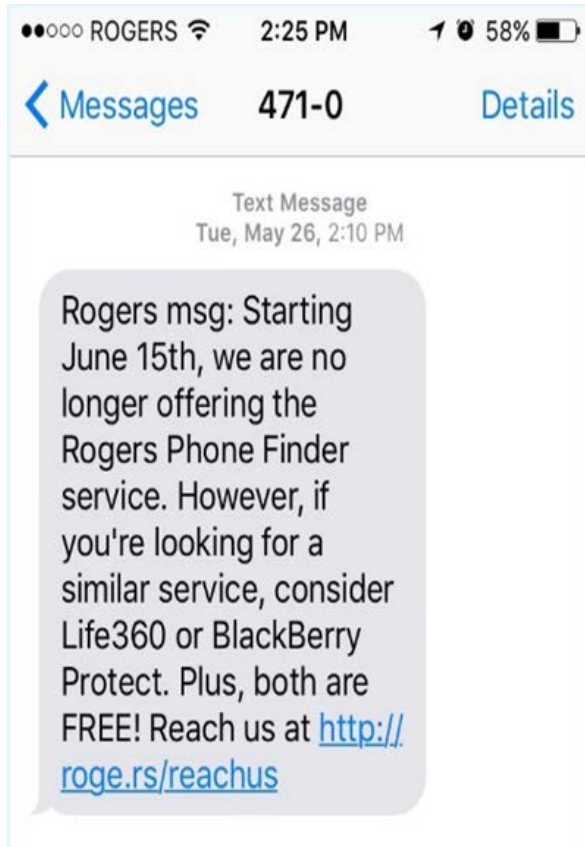 ROGERS 2:25 PM 58%
Messages 471-0 Details
Text Message
Tue, May 26, 2:10 PM
Rogers msg: Starting
June 15th, we are no
longer offering the
Rogers Phone Finder
service. However, if
you're looking for a
similar service, consider
Life360 or BlackBerry
Protect. Plus, both are
FREE! Reach us at http://
roge.rs/reachus